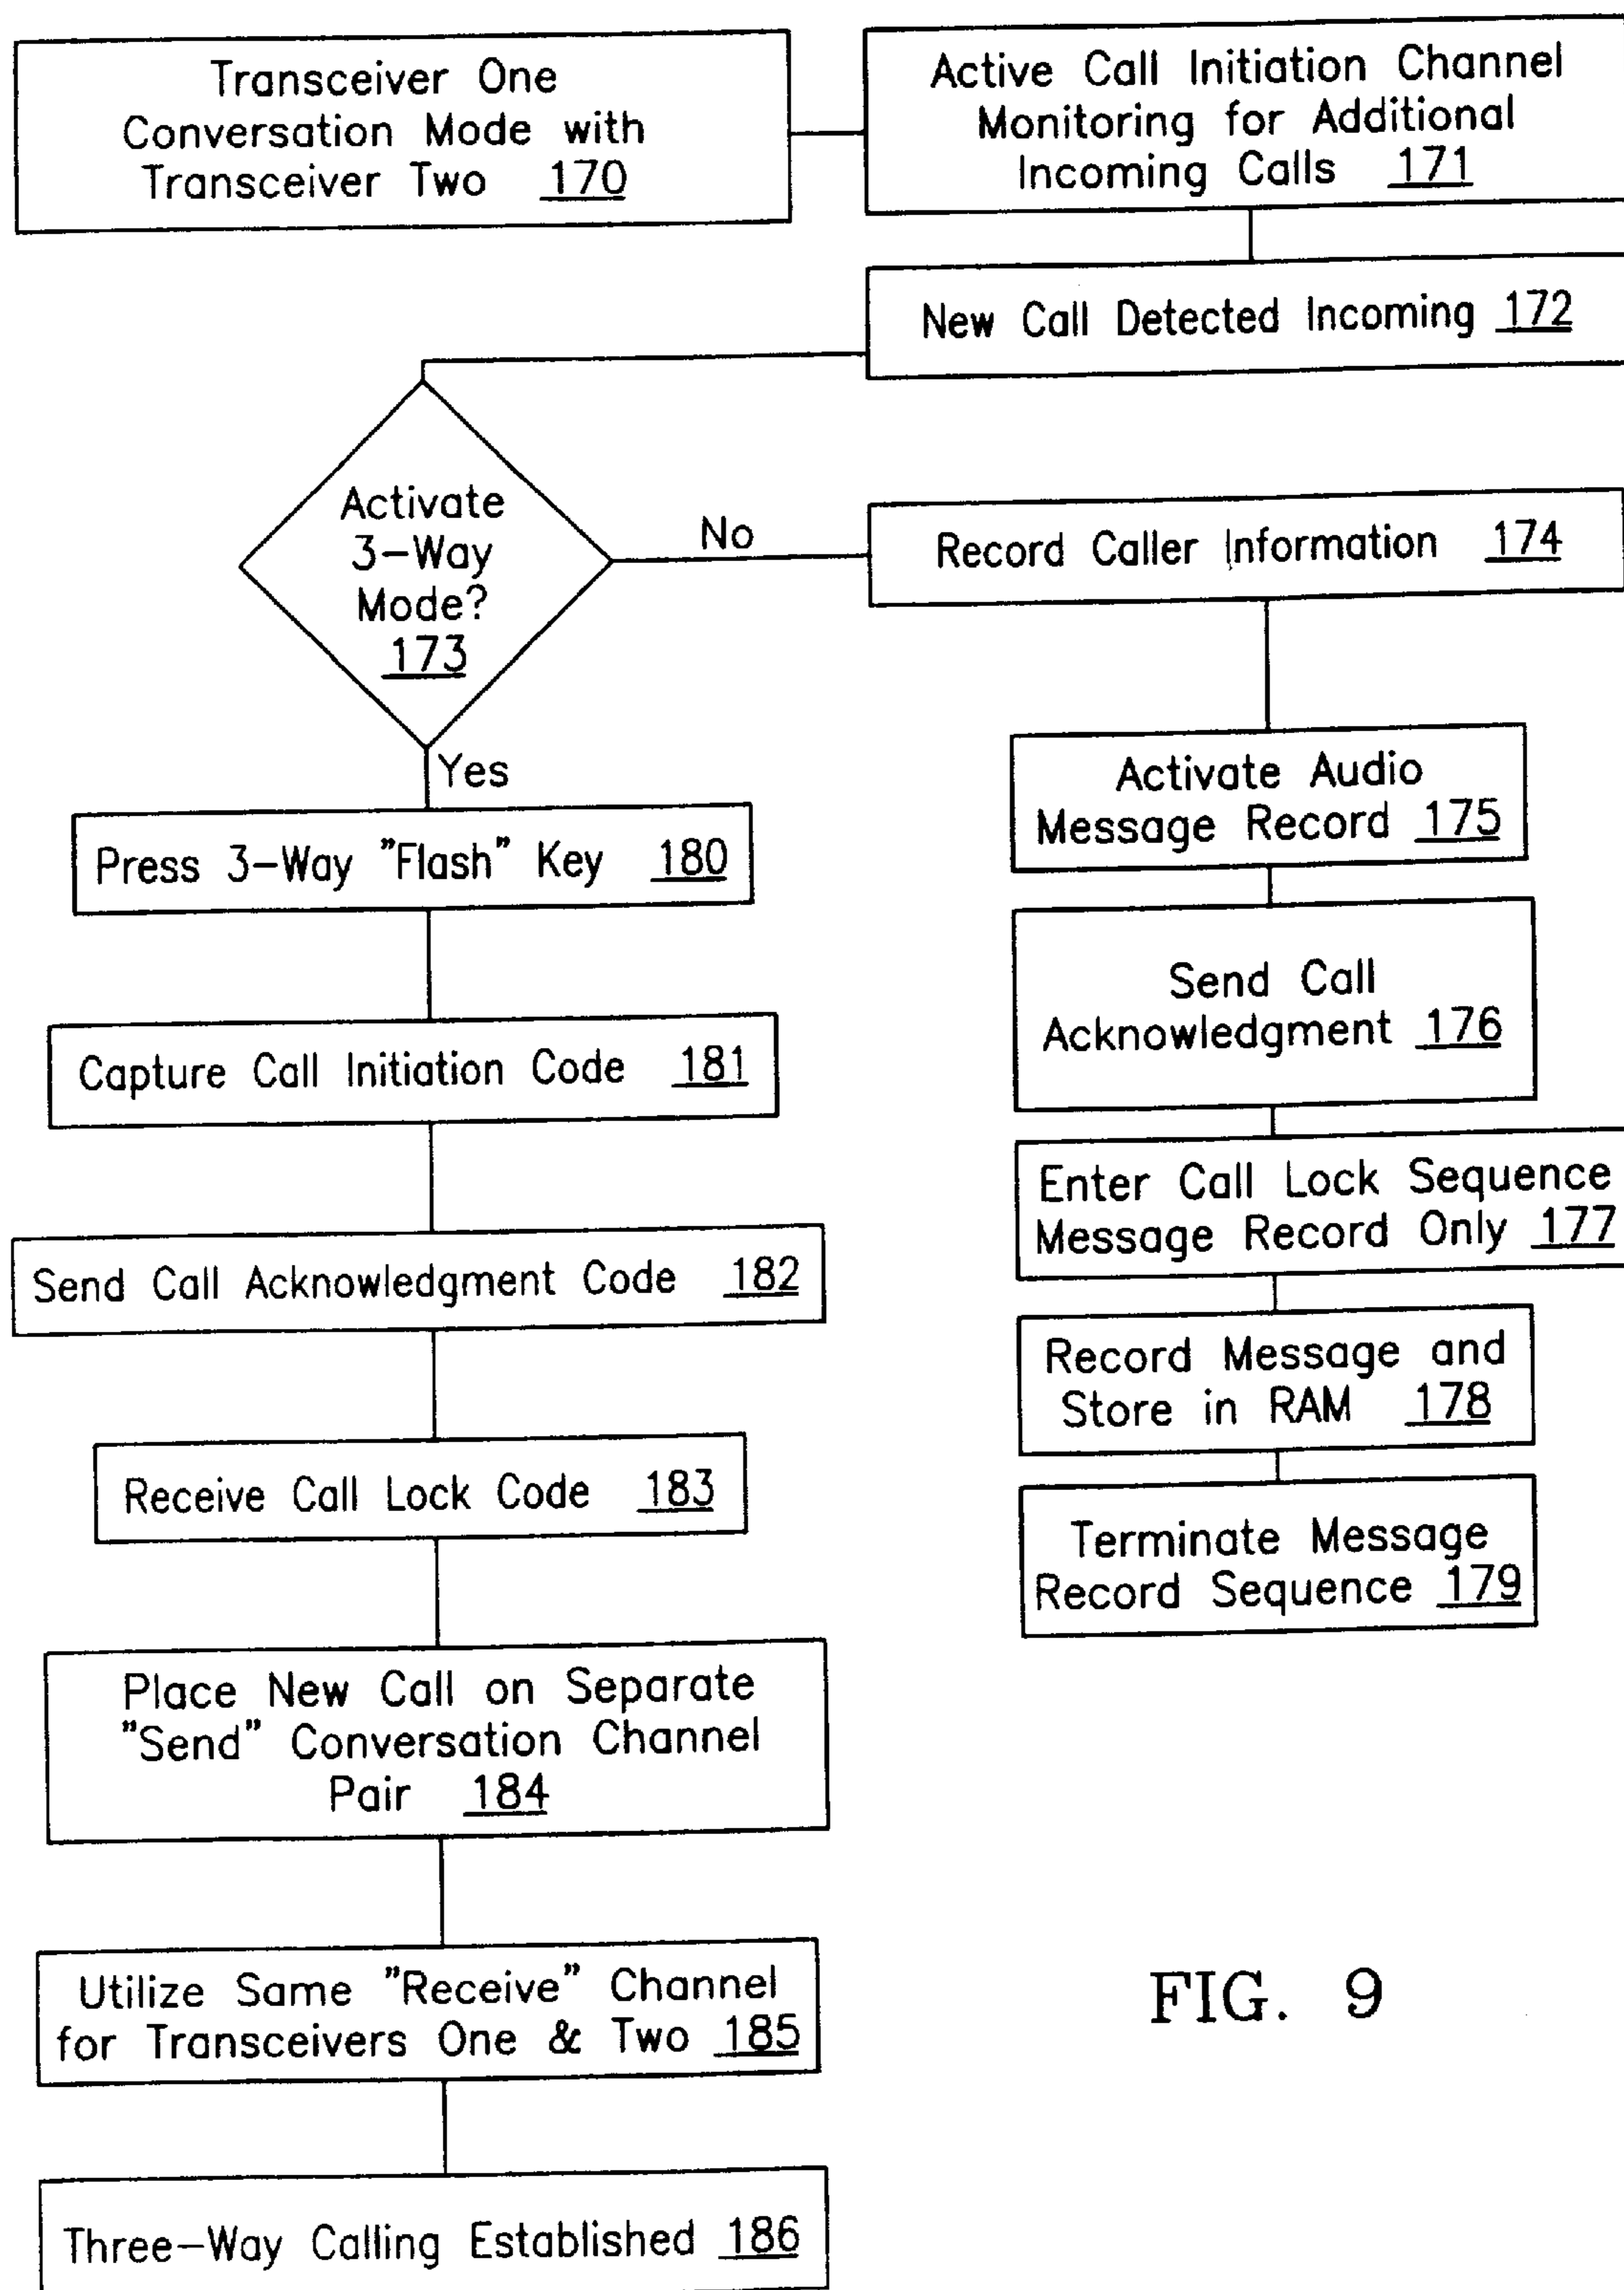 Transceiver One
Conversation Mode with
Transceiver Two 170
Active Call Initiation Channel
Monitoring for Additional
Incoming Calls 171
New Call Detected Incoming 172
Activate
3-Way
Mode?
173
No
Record Caller Information 174
Activate Audio
Message Record 175
Send Call
Acknowledgment 176
Enter Call Lock Sequence
Message Record Only 177
Record Message and
Store in RAM 178
Terminate Message
Record Sequence 179
Yes
Press 3-Way "Flash" Key 180
Capture Call Initiation Code 181
Send Call Acknowledgment Code 182
Receive Call Lock Code 183
Place New Call on Separate
"Send" Conversation Channel
Pair 184
Utilize Same "Receive" Channel
for Transceivers One & Two 185
Three-Way Calling Established 186
FIG. 9